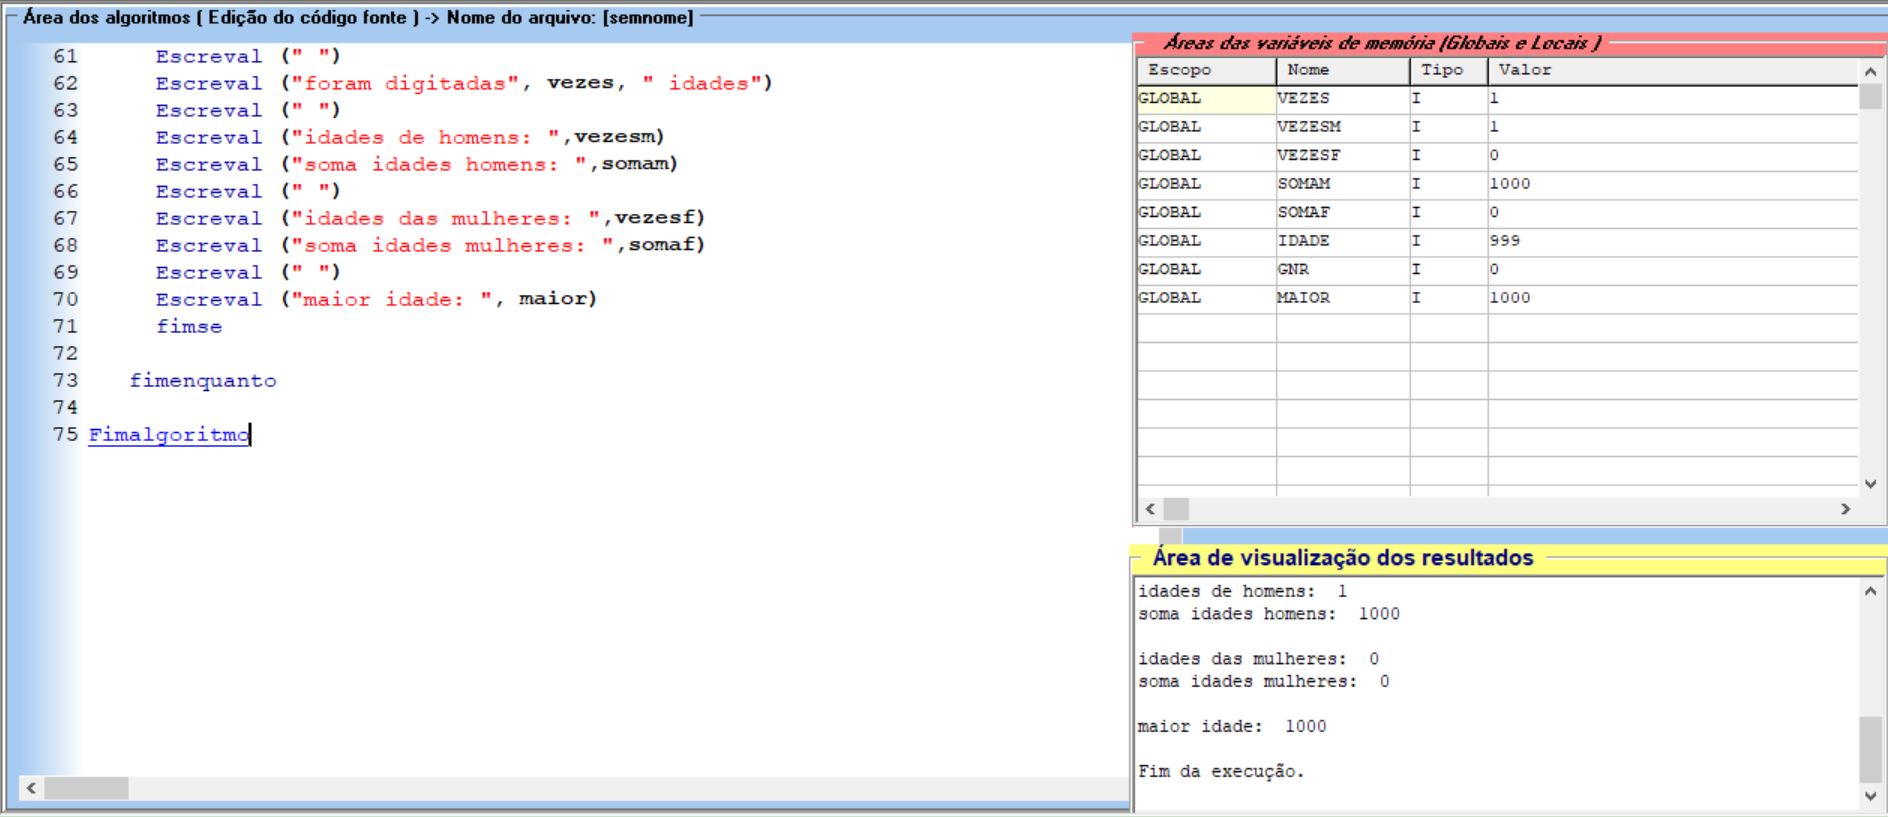 Área dos algoritmos ( Edição do código fonte ) -> Nome do arquivo: [semnome]
61 Escreval (" ")
62 Escreval ("foram digitadas", vezes, " idades")
63 Escreval (" ")
64 Escreval ("idades de homens: ",vezesm)
65 Escreval ("soma idades homens: ",somam)
66 Escreval (" ")
67 Escreval ("idades das mulheres: ",vezesf)
68 Escreval ("soma idades mulheres: ",somaf)
69 Escreval (" ")
70 Escreval ("maior idade: ", maior)
71 fimse
72
73 fimenquanto
74
75 Fimalgoritmo
Áreas das variáveis de memória (Globais e Locais )
Escopo Nome Tipo Valor
GLOBAL VEZES I 1
GLOBAL VEZESM I 1
GLOBAL VEZESF I 0
GLOBAL SOMAM I 1000
GLOBAL SOMAF I 0
GLOBAL IDADE I 999
GLOBAL GNR I 0
GLOBAL MAIOR I 1000
Área de visualização dos resultados
idades de homens: 1
soma idades homens: 1000
idades das mulheres: 0
soma idades mulheres: 0
maior idade: 1000
Fim da execução.